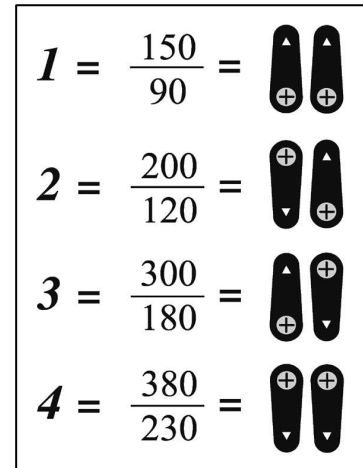 1 = 150/90 =
2 = 200/120 =
3 = 300/180 =
4 = 380/230 =